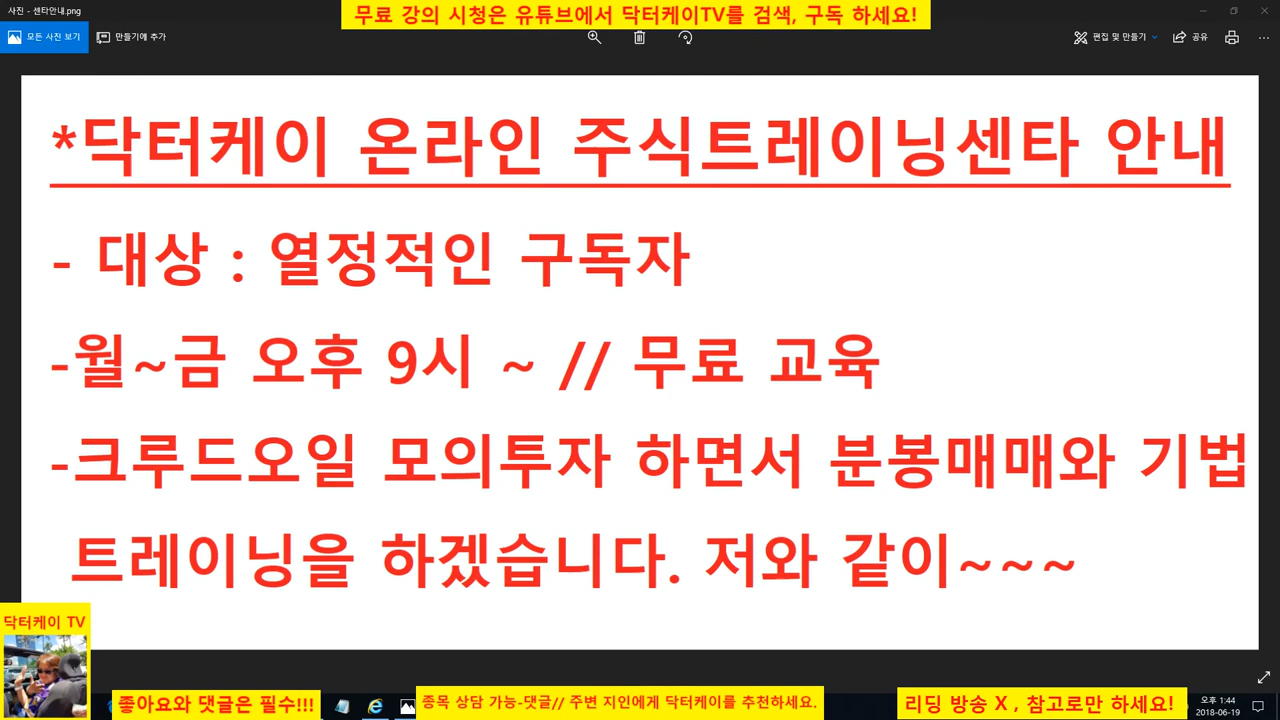 사진 - 센타안내.png
무료 강의 시청은 유튜브에서 닥터케이TV를 검색, 구독 하세요!
모든 사진 보기
만들기에 추가
편집 및 만들기
공유
*닥터케이 온라인 주식트레이닝센타 안내
- 대상 : 열정적인 구독자
-월~금 오후 9시 ~ // 무료 교육
-크루드오일 모의투자 하면서 분봉매매와 기법
트레이닝을 하겠습니다. 저와 같이~~~
닥터케이 TV
좋아요와 댓글은 필수!!!
종목 상담 가능-댓글// 주변 지인에게 닥터케이를 추천하세요.
리딩 방송 X , 참고로만 하세요!
오후 1:44
2018-06-19